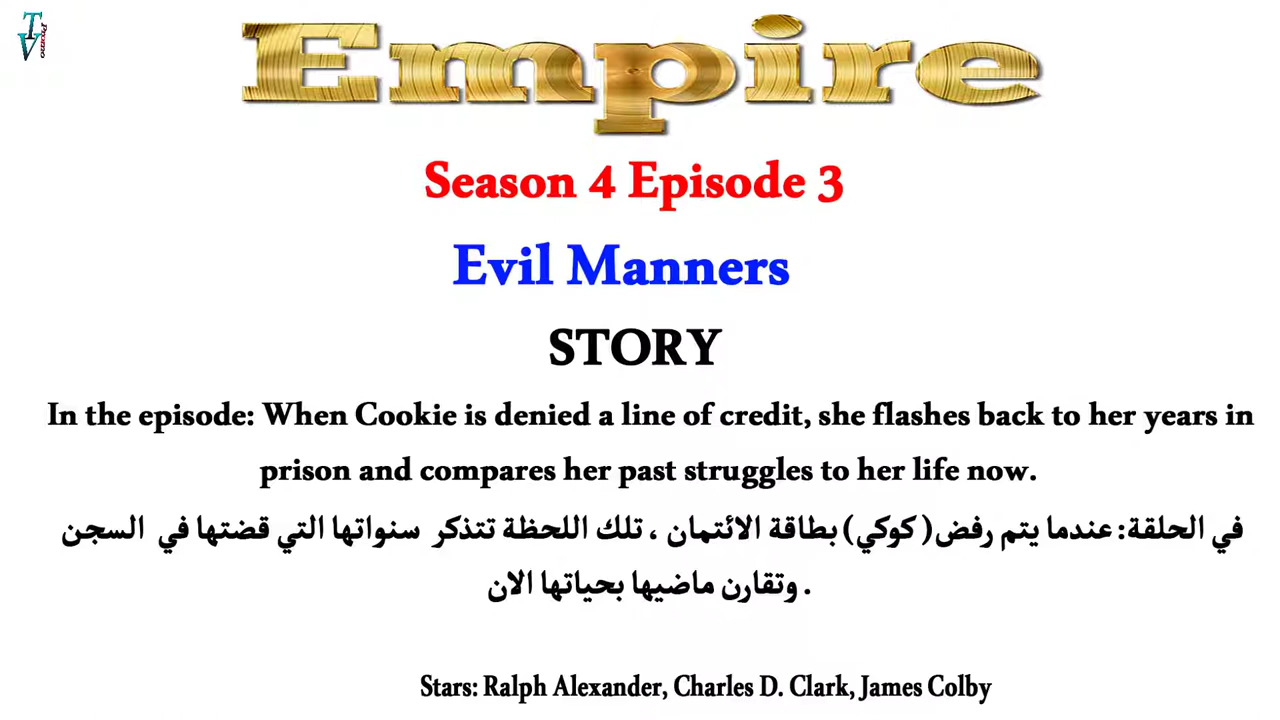 TV
Promo
Empire
Season 4 Episode 3
Evil Manners
STORY
In the episode: When Cookie is denied a line of credit, she flashes back to her years in
prison and compares her past struggles to her life now.
في الحلقة: عندما يتم رفض( كوكي) بطاقة الائتمان ، تلك اللحظة تتذكر سنواتها التي قضتها في السجن
وتقارن ماضيها بحياتها الان .
Stars: Ralph Alexander, Charles D. Clark, James Colby